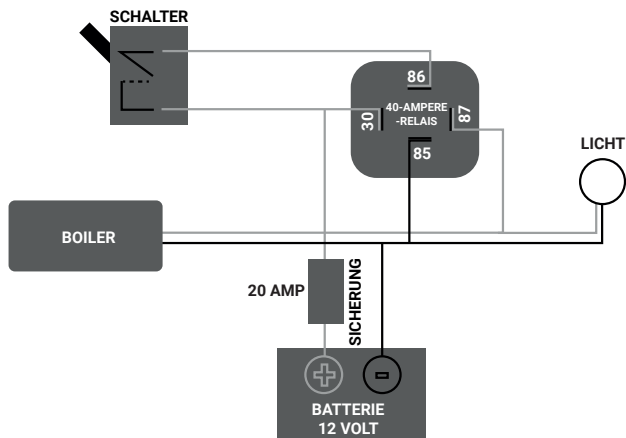 SCHALTER
86
40-AMPERE
-RELAIS
30
87
85
LICHT
BOILER
20 AMP
SICHERUNG
BATTERIE
12 VOLT